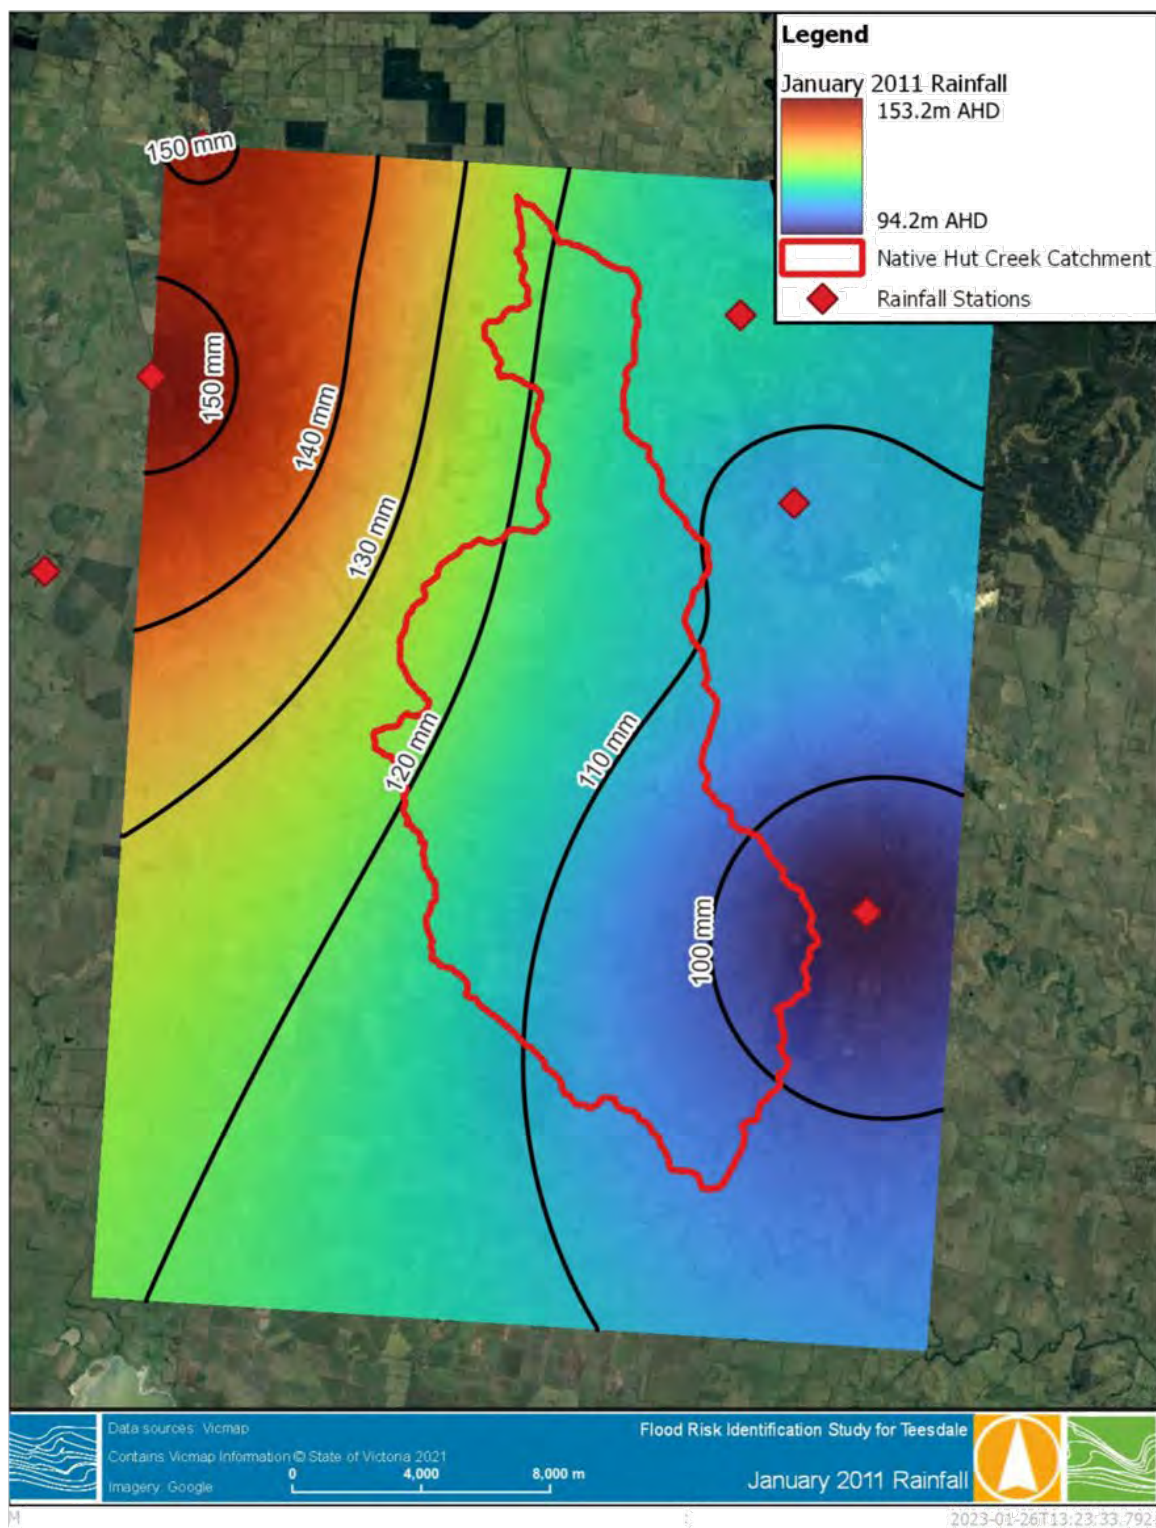 Legend
January 2011 Rainfall
153.2m AHD
94.2m AHD
Native Hut Creek Catchment
Rainfall Stations
150 mm
150 mm
140 mm
130 mm
120 mm
110 mm
100 mm
Data sources: Vicmap
Contains Vicmap Information © State of Victoria 2021
Imagery: Google
0 4,000 8,000 m
Flood Risk Identification Study for Teesdale
January 2011 Rainfall
M
2023-01-26T13:23:33.792